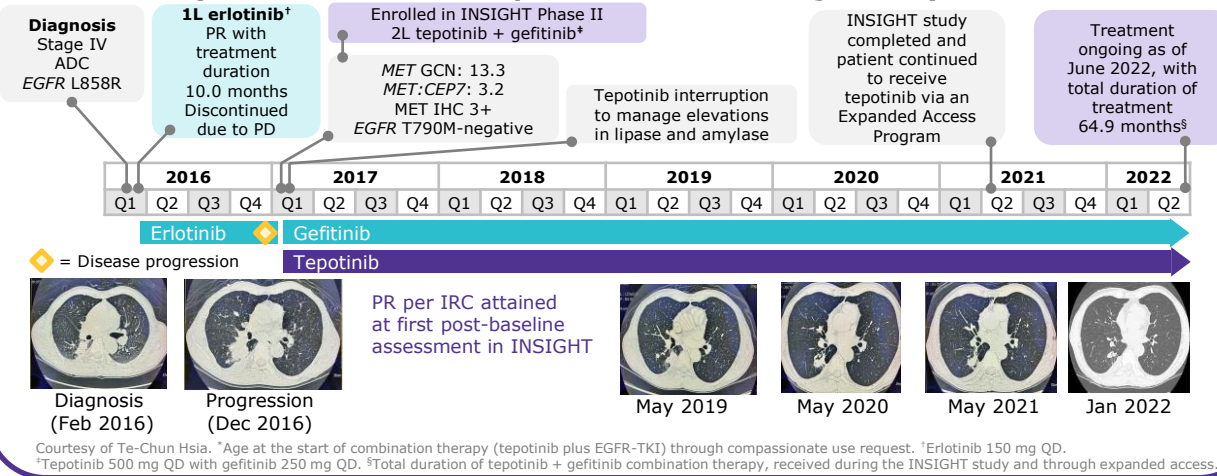 Diagnosis
Stage IV
ADC
EGFR L858R
1L erlotinib†
PR with
treatment
duration
10.0 months
Discontinued
due to PD
Enrolled in INSIGHT Phase II
2L tepotinib + gefitinib‡
MET GCN: 13.3
MET:CEP7: 3.2
MET IHC 3+
EGFR T790M-negative
Tepotinib interruption
to manage elevations
in lipase and amylase
INSIGHT study
completed and
patient continued
to receive
tepotinib via an
Expanded Access
Program
Treatment
ongoing as of
June 2022, with
total duration of
treatment
64.9 months§
2016 2017 2018 2019 2020 2021 2022
Q1 Q2 Q3 Q4 Q1 Q2 Q3 Q4 Q1 Q2 Q3 Q4 Q1 Q2 Q3 Q4 Q1 Q2 Q3 Q4 Q1 Q2 Q3 Q4 Q1 Q2
Erlotinib Gefitinib
Tepotinib
= Disease progression
PR per IRC attained
at first post-baseline
assessment in INSIGHT
Diagnosis
(Feb 2016)
Progression
(Dec 2016)
May 2019
May 2020
May 2021
Jan 2022
Courtesy of Te-Chun Hsia. *Age at the start of combination therapy (tepotinib plus EGFR-TKI) through compassionate use request. †Erlotinib 150 mg QD.
‡Tepotinib 500 mg QD with gefitinib 250 mg QD. §Total duration of tepotinib + gefitinib combination therapy, received during the INSIGHT study and through expanded access.